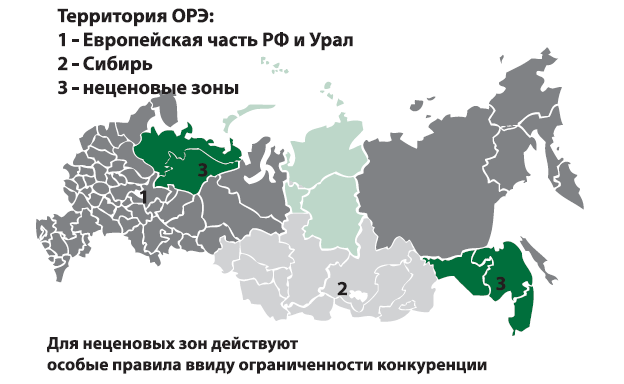 Территория ОРЭ:
1 - Европейская часть РФ и Урал
2 - Сибирь
3 - неценовые зоны
3
1
2
3
Для неценовых зон действуют
особые правила ввиду ограниченности конкуренции